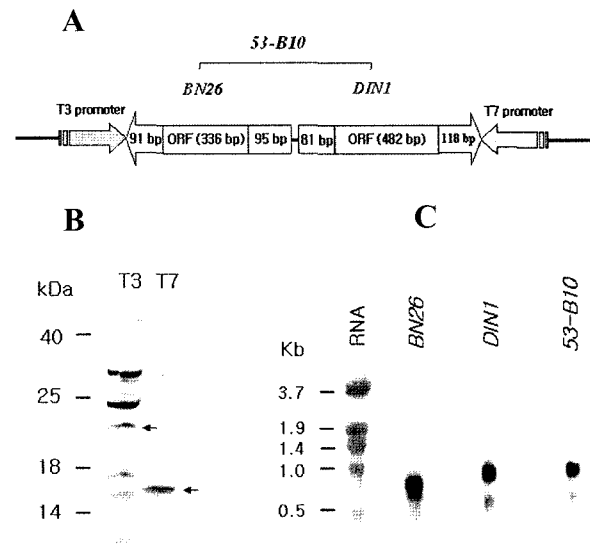 A
53-B10
BN26 DIN1
T3 promoter T7 promoter
91 bp ORF (336 bp) 95 bp 81 bp ORF (482 bp) 118 bp
B
C
kDa T3 T7
40
25
18
14
Kb RNA BN26 DIN1 53-B10
3.7
1.9
1.4
1.0
0.5